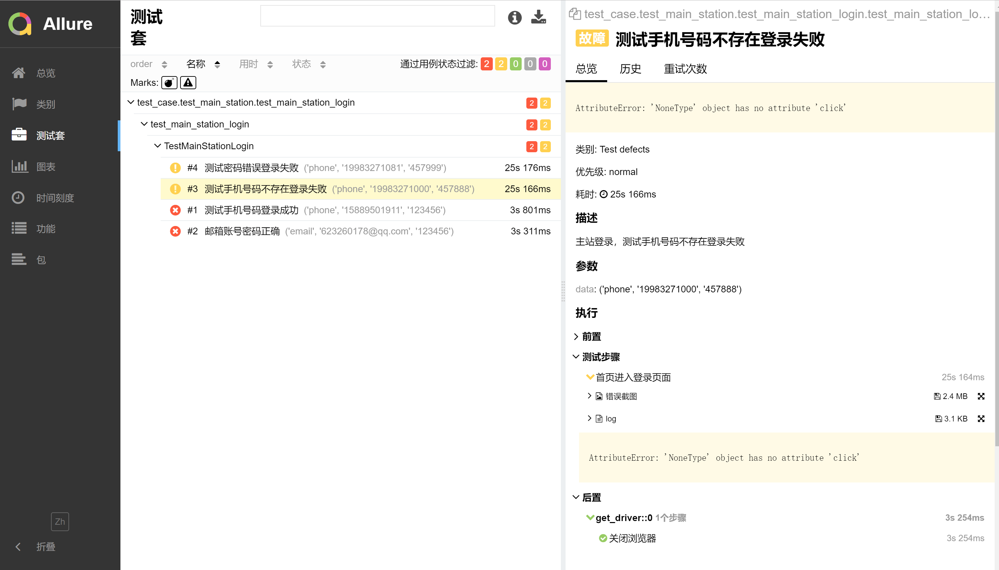 Allure
总览
类别
测试套
图表
时间刻度
功能
包
Zh
折叠
测试
套
order 名称 用时 状态 通过用例状态过滤: 2 2 0 0 0
Marks:
test_case.test_main_station.test_main_station_login 2 2
test_main_station_login 2 2
TestMainStationLogin 2 2
#4 测试密码错误登录失败 ('phone', '19983271081', '457999') 25s 176ms
#3 测试手机号码不存在登录失败 ('phone', '19983271000', '457888') 25s 166ms
#1 测试手机号码登录成功 ('phone', '15889501911', '123456') 3s 801ms
#2 邮箱账号密码正确 ('email', '623260178@qq.com', '123456') 3s 311ms
test_case.test_main_station.test_main_station_login.test_main_station_lo...
故障 测试手机号码不存在登录失败
总览 历史 重试次数
AttributeError: 'NoneType' object has no attribute 'click'
类别: Test defects
优先级: normal
耗时: 25s 166ms
描述
主站登录，测试手机号码不存在登录失败
参数
data: ('phone', '19983271000', '457888')
执行
前置
测试步骤
首页进入登录页面 25s 164ms
错误截图 2.4 MB
log 3.1 KB
AttributeError: 'NoneType' object has no attribute 'click'
后置
get_driver::0 1个步骤 3s 254ms
关闭浏览器 3s 254ms